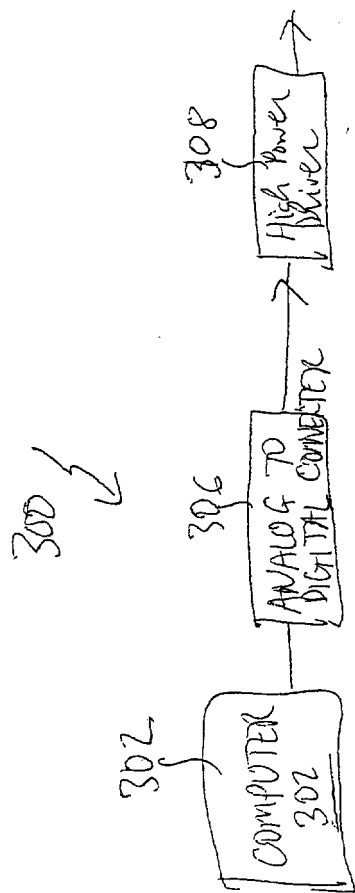 300
302
COMPUTER
302
306
ANALOG TO
DIGITAL CONVERTER
308
High Power
Driver